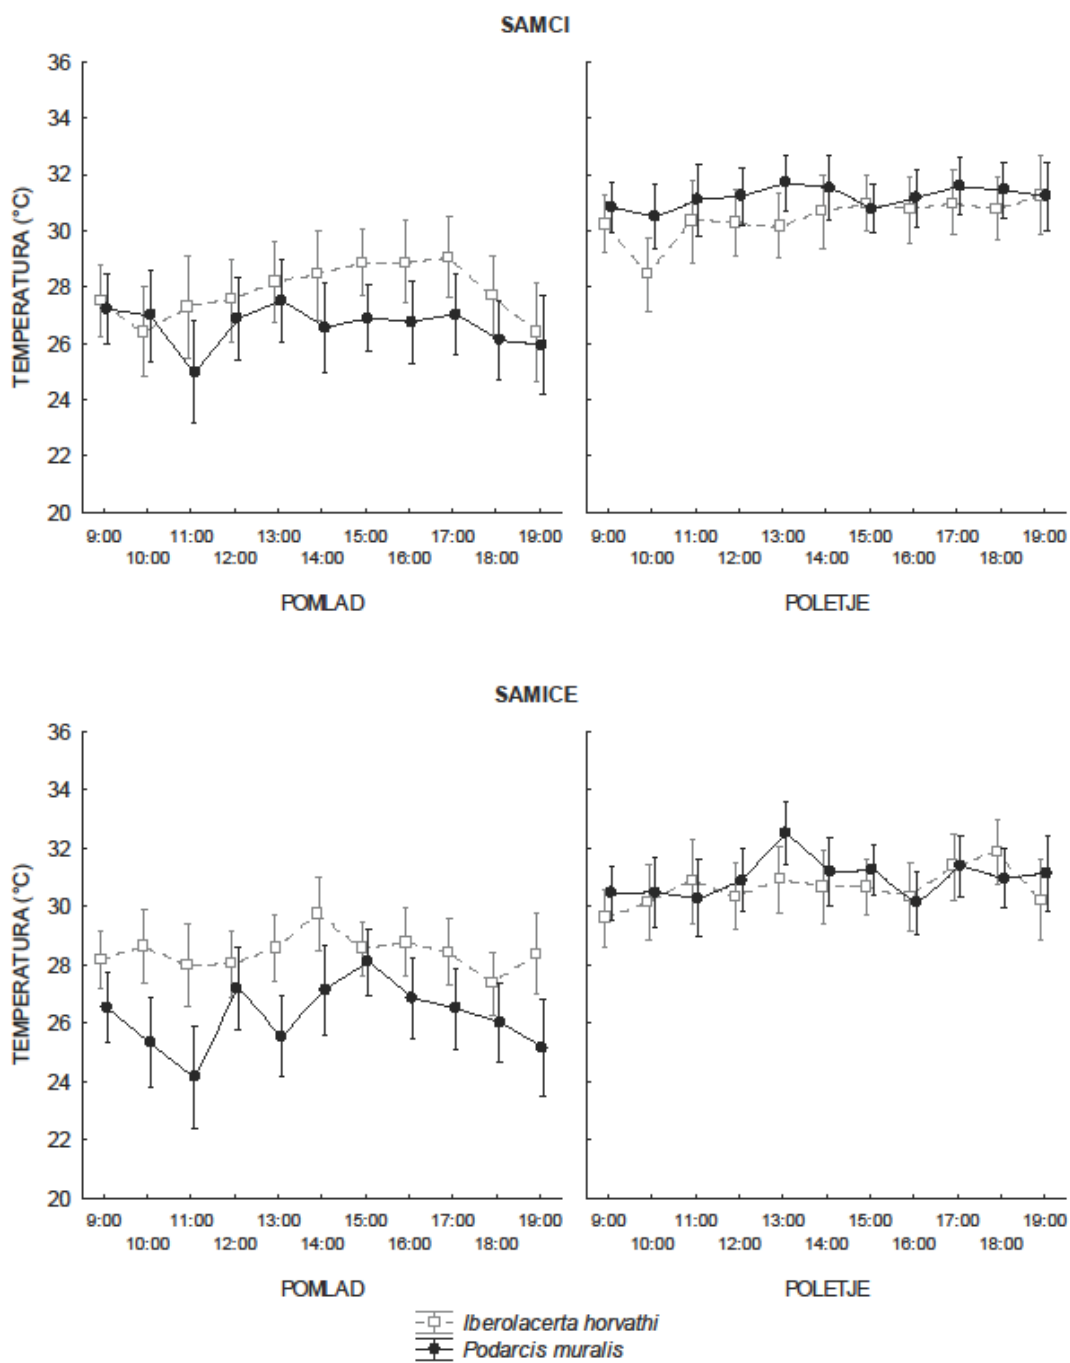 SAMCI
TEMPERATURA (°C)
36
34
32
30
28
26
24
22
20
9:00 11:00 13:00 15:00 17:00 19:00
10:00 12:00 14:00 16:00 18:00
POMLAD
9:00 11:00 13:00 15:00 17:00 19:00
10:00 12:00 14:00 16:00 18:00
POLETJE
SAMICE
TEMPERATURA (°C)
36
34
32
30
28
26
24
22
20
9:00 11:00 13:00 15:00 17:00 19:00
10:00 12:00 14:00 16:00 18:00
POMLAD
9:00 11:00 13:00 15:00 17:00 19:00
10:00 12:00 14:00 16:00 18:00
POLETJE
Iberolacerta horvathi
Podarcis muralis